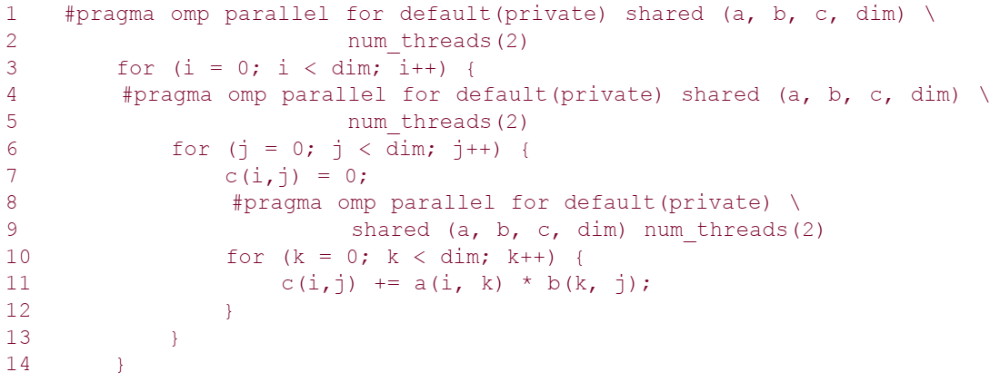 1 #pragma omp parallel for default(private) shared (a, b, c, dim) \
2 num_threads(2)
3 for (i = 0; i < dim; i++) {
4 #pragma omp parallel for default(private) shared (a, b, c, dim) \
5 num_threads(2)
6 for (j = 0; j < dim; j++) {
7 c(i,j) = 0;
8 #pragma omp parallel for default(private) \
9 shared (a, b, c, dim) num_threads(2)
10 for (k = 0; k < dim; k++) {
11 c(i,j) += a(i, k) * b(k, j);
12 }
13 }
14 }